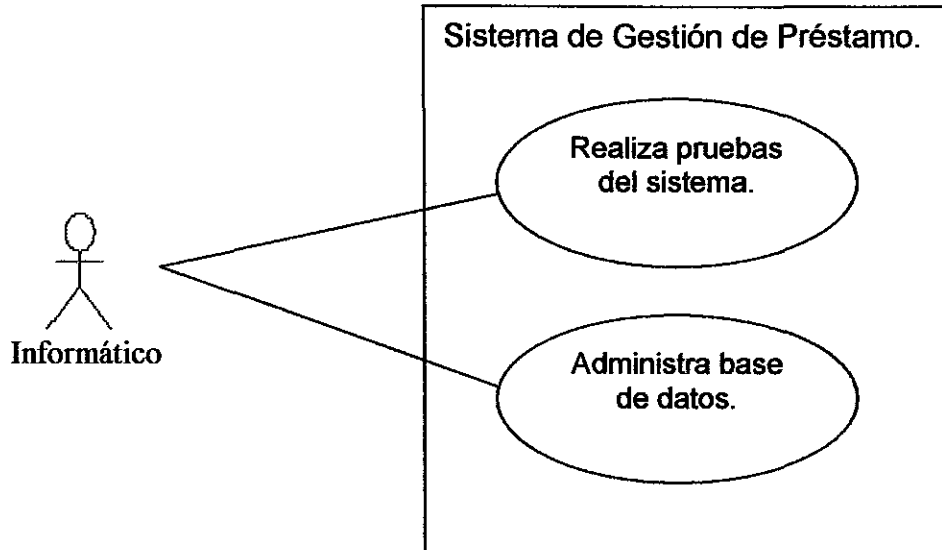 Sistema de Gestión de Préstamo.
Realiza pruebas
del sistema.
Informático
Administra base
de datos.